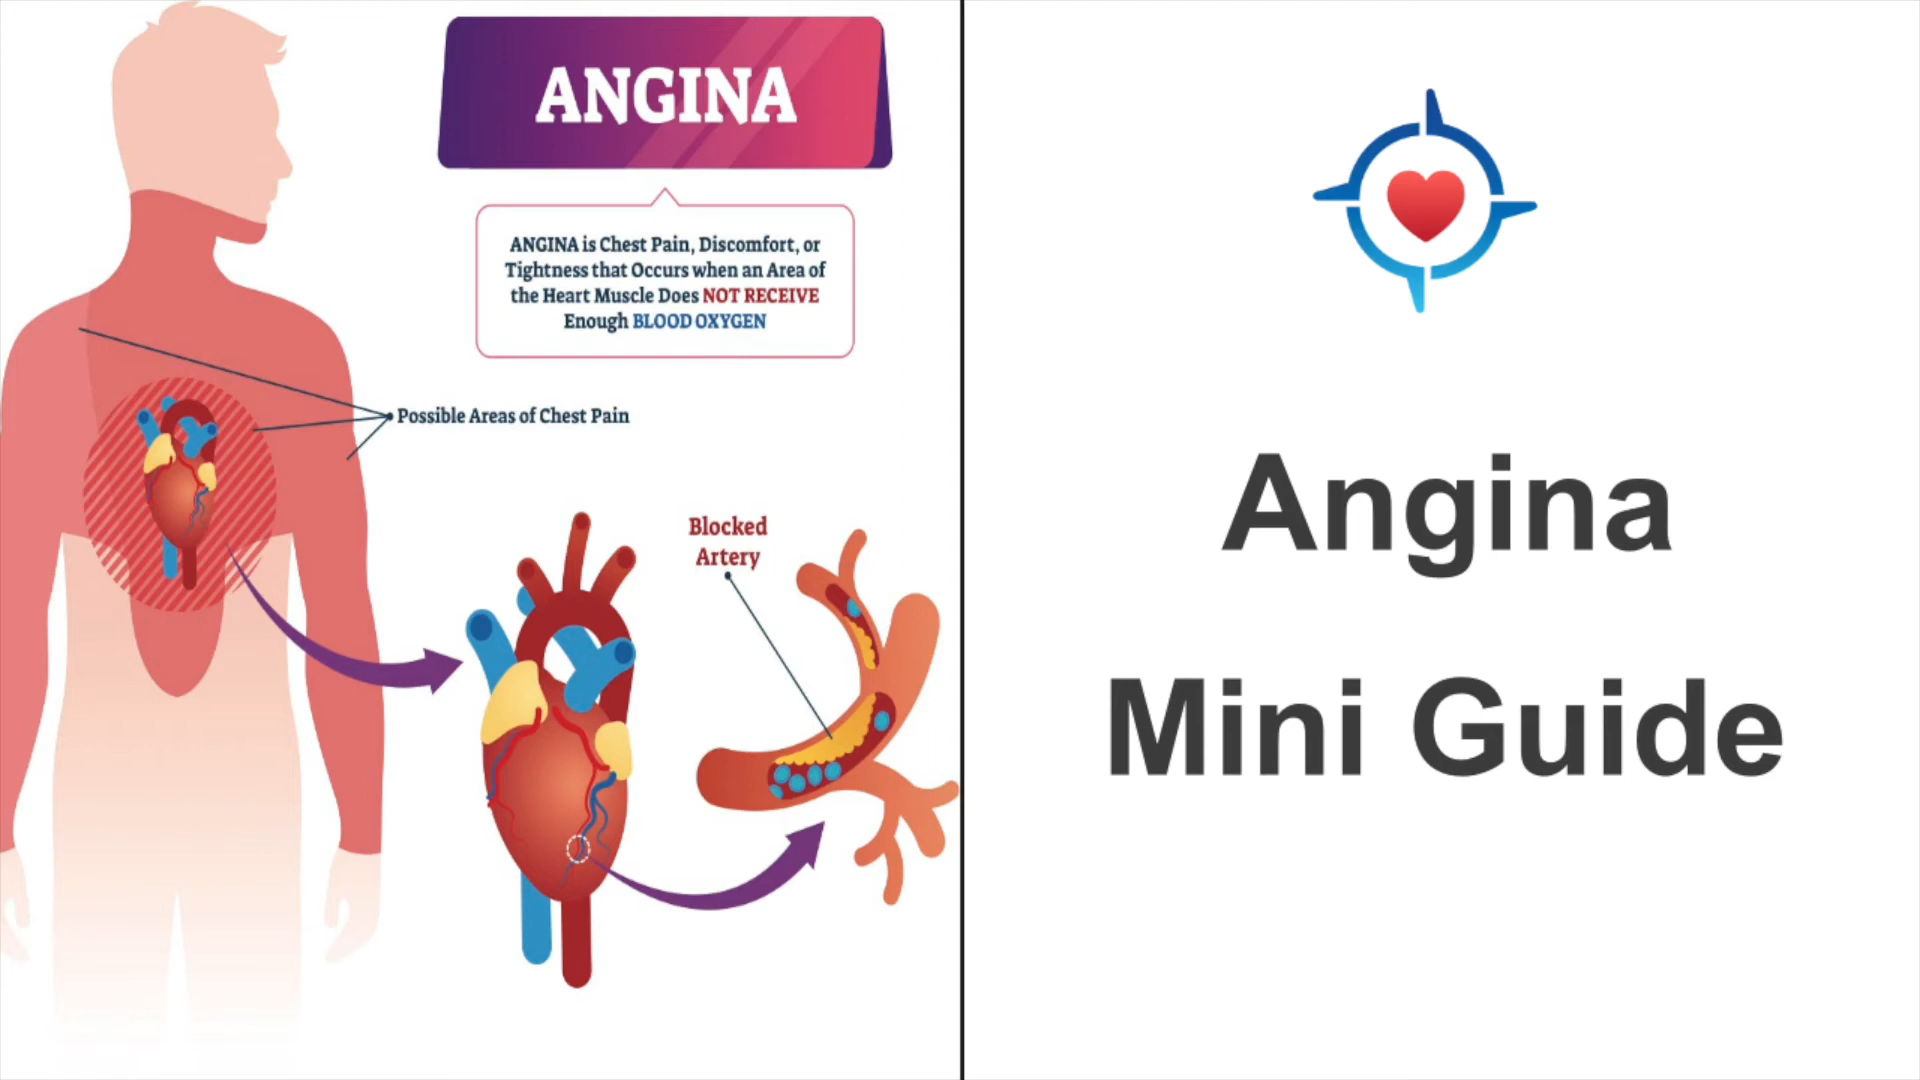 ANGINA
ANGINA is Chest Pain, Discomfort, or
Tightness that Occurs when an Area of
the Heart Muscle Does NOT RECEIVE
Enough BLOOD OXYGEN
Possible Areas of Chest Pain
Blocked
Artery
Angina
Mini Guide